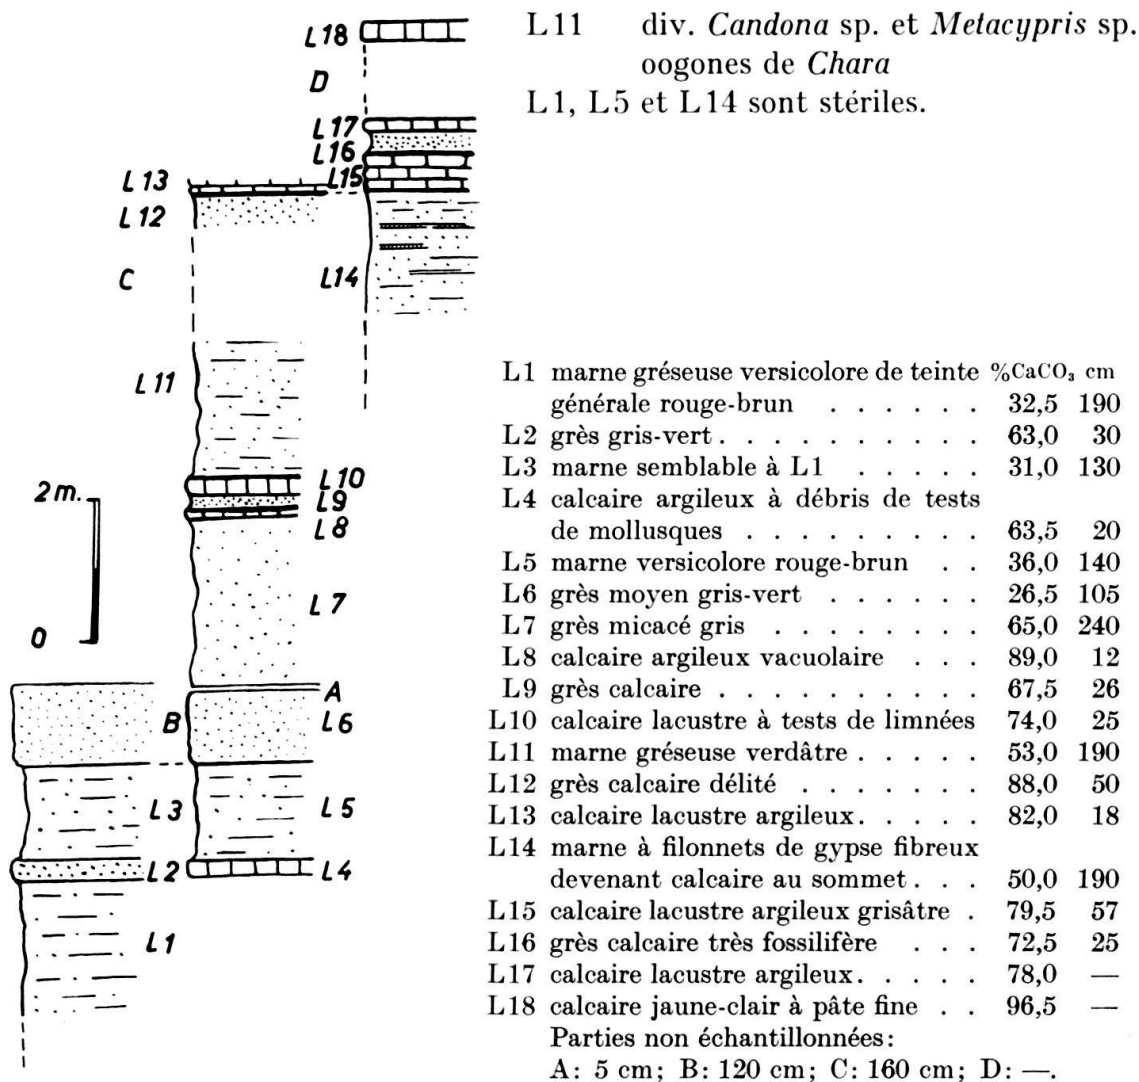 L11 div. Candona sp. et Metacypris sp.
oogones de Chara
L1, L5 et L14 sont stériles.
L18
D
L17
L16
L15
L13
L12
C
L14
L11
L10
L9
L8
2 m.
0
L7
A
B
L6
L3
L5
L2
L4
L1
L1 marne gréseuse versicolore de teinte %CaCO₃ cm
générale rouge-brun . . . . . . 32,5 190
L2 grès gris-vert . . . . . . . . . . 63,0 30
L3 marne semblable à L1 . . . . . 31,0 130
L4 calcaire argileux à débris de tests
de mollusques . . . . . . . . . 63,5 20
L5 marne versicolore rouge-brun . . 36,0 140
L6 grès moyen gris-vert . . . . . . 26,5 105
L7 grès micacé gris . . . . . . . . 65,0 240
L8 calcaire argileux vacuolaire . . . 89,0 12
L9 grès calcaire . . . . . . . . . . 67,5 26
L10 calcaire lacustre à tests de limnées 74,0 25
L11 marne gréseuse verdâtre . . . . . 53,0 190
L12 grès calcaire délité . . . . . . . 88,0 50
L13 calcaire lacustre argileux . . . . . 82,0 18
L14 marne à filonnets de gypse fibreux
devenant calcaire au sommet . . . 50,0 190
L15 calcaire lacustre argileux grisâtre . 79,5 57
L16 grès calcaire très fossilifère . . . 72,5 25
L17 calcaire lacustre argileux . . . . . 78,0 —
L18 calcaire jaune-clair à pâte fine . . 96,5 —
Parties non échantillonnées:
A: 5 cm; B: 120 cm; C: 160 cm; D: —.